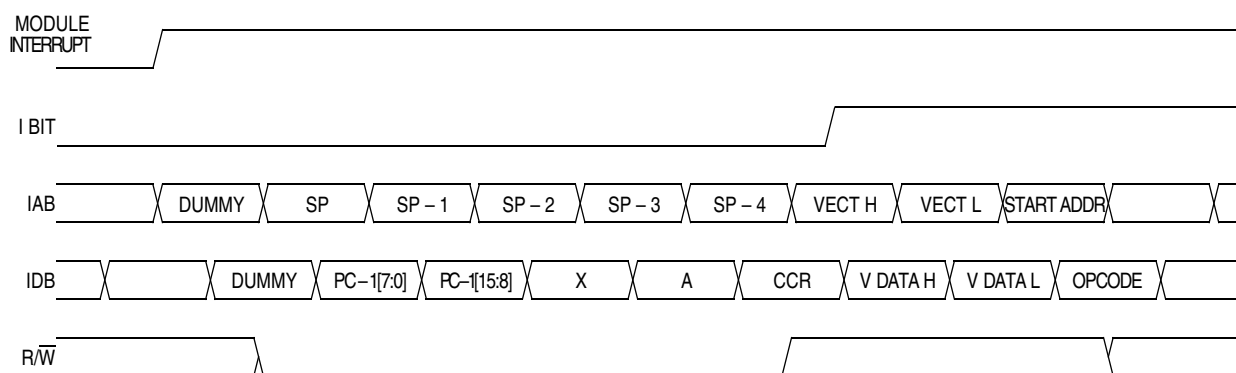 MODULE
INTERRUPT
I BIT
IAB DUMMY SP SP – 1 SP – 2 SP – 3 SP – 4 VECT H VECT L START ADDR
IDB DUMMY PC–1[7:0] PC–1[15:8] X A CCR V DATA H V DATA L OPCODE
R/W̅